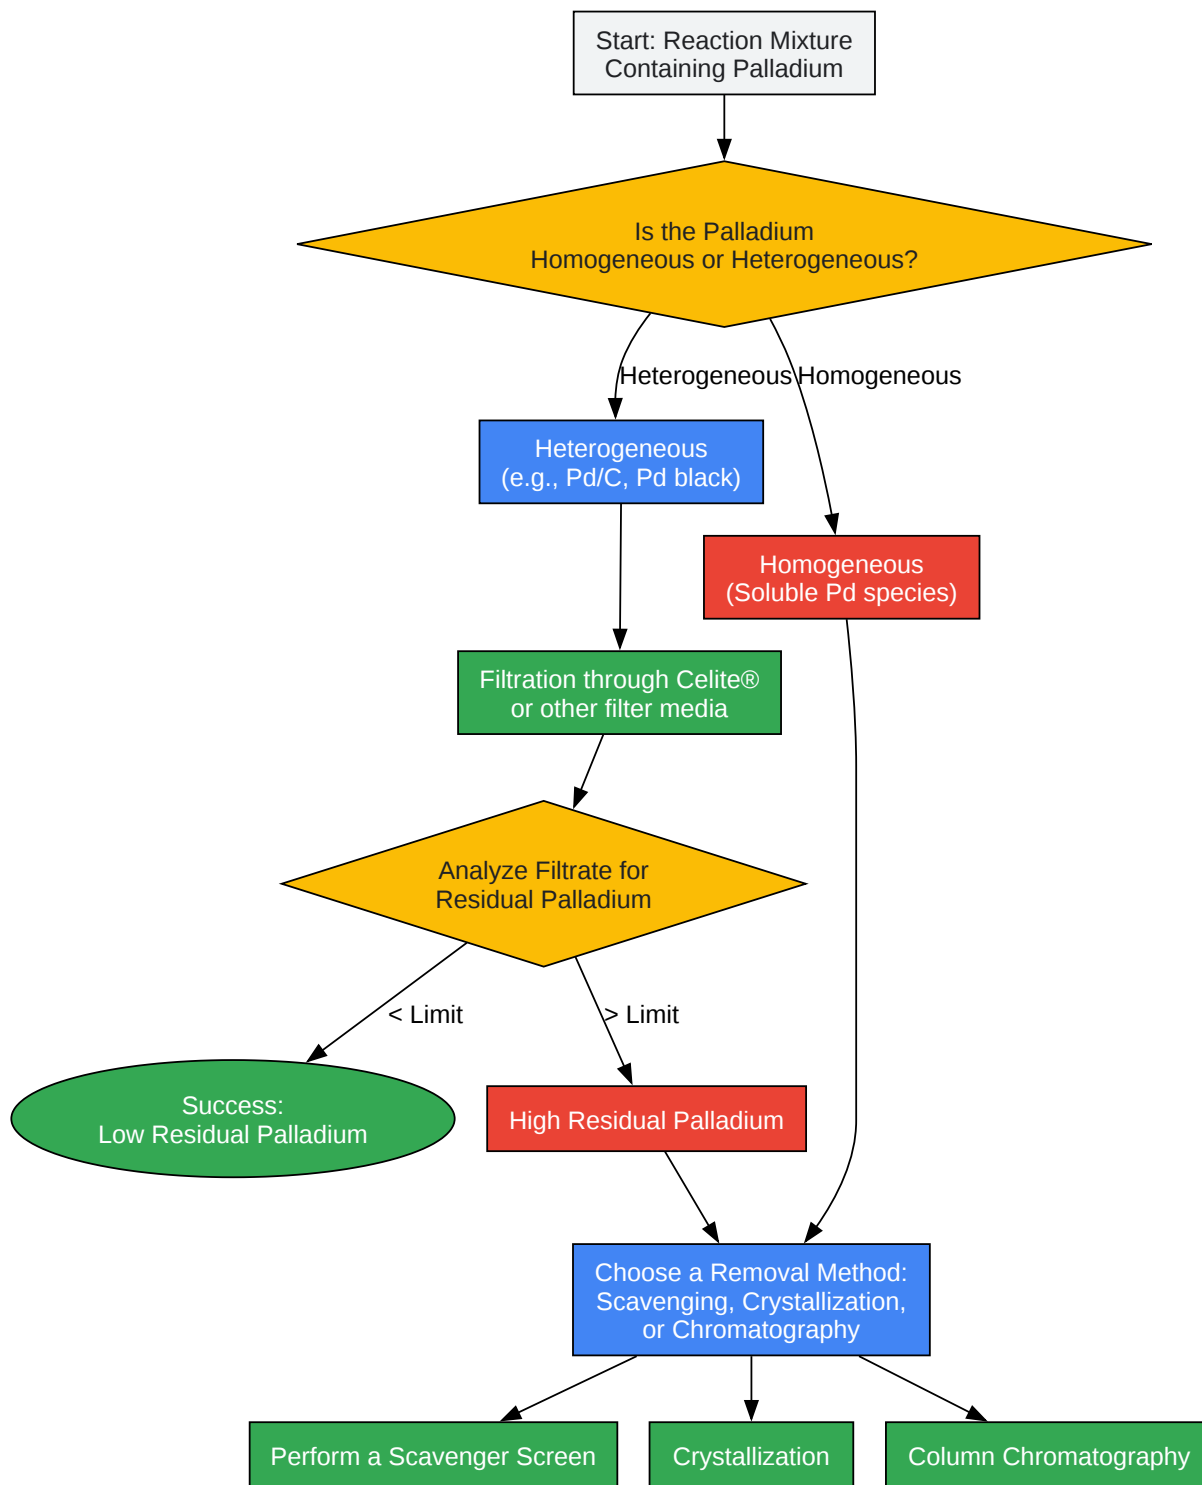 Start: Reaction Mixture
Containing Palladium
Is the Palladium
Homogeneous or Heterogeneous?
Heterogeneous
Homogeneous
Heterogeneous
(e.g., Pd/C, Pd black)
Homogeneous
(Soluble Pd species)
Filtration through Celite®
or other filter media
Analyze Filtrate for
Residual Palladium
< Limit
> Limit
Success:
Low Residual Palladium
High Residual Palladium
Choose a Removal Method:
Scavenging, Crystallization,
or Chromatography
Perform a Scavenger Screen
Crystallization
Column Chromatography